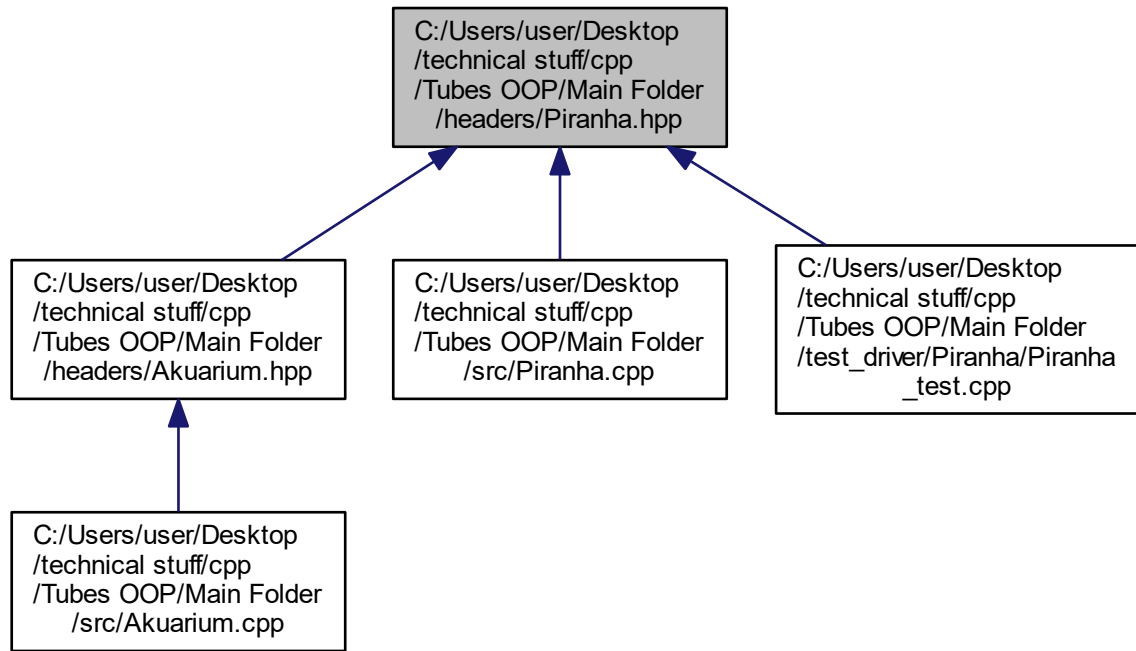 C:/Users/user/Desktop
/technical stuff/cpp
/Tubes OOP/Main Folder
/headers/Piranha.hpp
C:/Users/user/Desktop
/technical stuff/cpp
/Tubes OOP/Main Folder
/headers/Akuarium.hpp
C:/Users/user/Desktop
/technical stuff/cpp
/Tubes OOP/Main Folder
/src/Piranha.cpp
C:/Users/user/Desktop
/technical stuff/cpp
/Tubes OOP/Main Folder
/test_driver/Piranha/Piranha
_test.cpp
C:/Users/user/Desktop
/technical stuff/cpp
/Tubes OOP/Main Folder
/src/Akuarium.cpp